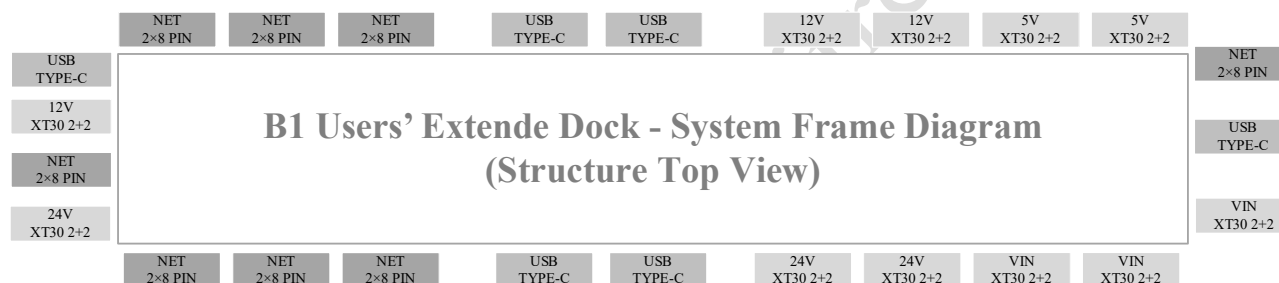 NET
2×8 PIN
NET
2×8 PIN
NET
2×8 PIN
USB
TYPE-C
USB
TYPE-C
12V
XT30 2+2
12V
XT30 2+2
5V
XT30 2+2
5V
XT30 2+2
USB
TYPE-C
12V
XT30 2+2
NET
2×8 PIN
24V
XT30 2+2
B1 Users’ Extende Dock - System Frame Diagram
(Structure Top View)
NET
2×8 PIN
USB
TYPE-C
VIN
XT30 2+2
NET
2×8 PIN
NET
2×8 PIN
NET
2×8 PIN
USB
TYPE-C
USB
TYPE-C
24V
XT30 2+2
24V
XT30 2+2
VIN
XT30 2+2
VIN
XT30 2+2